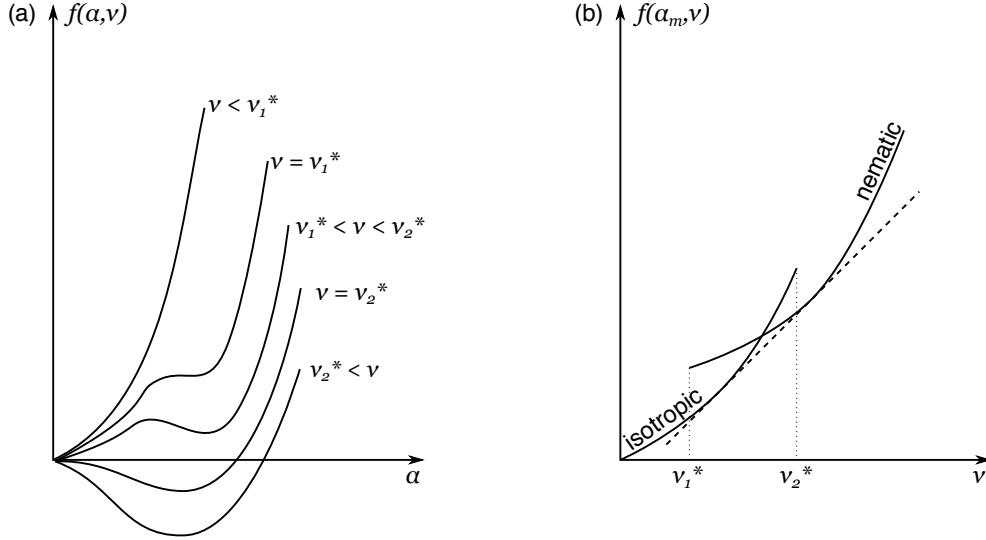 (a)
f(α,ν)
ν < ν₁*
ν = ν₁*
ν₁* < ν < ν₂*
ν = ν₂*
ν₂* < ν
α
(b)
f(αₘ,ν)
nematic
isotropic
ν₁*
ν₂*
ν